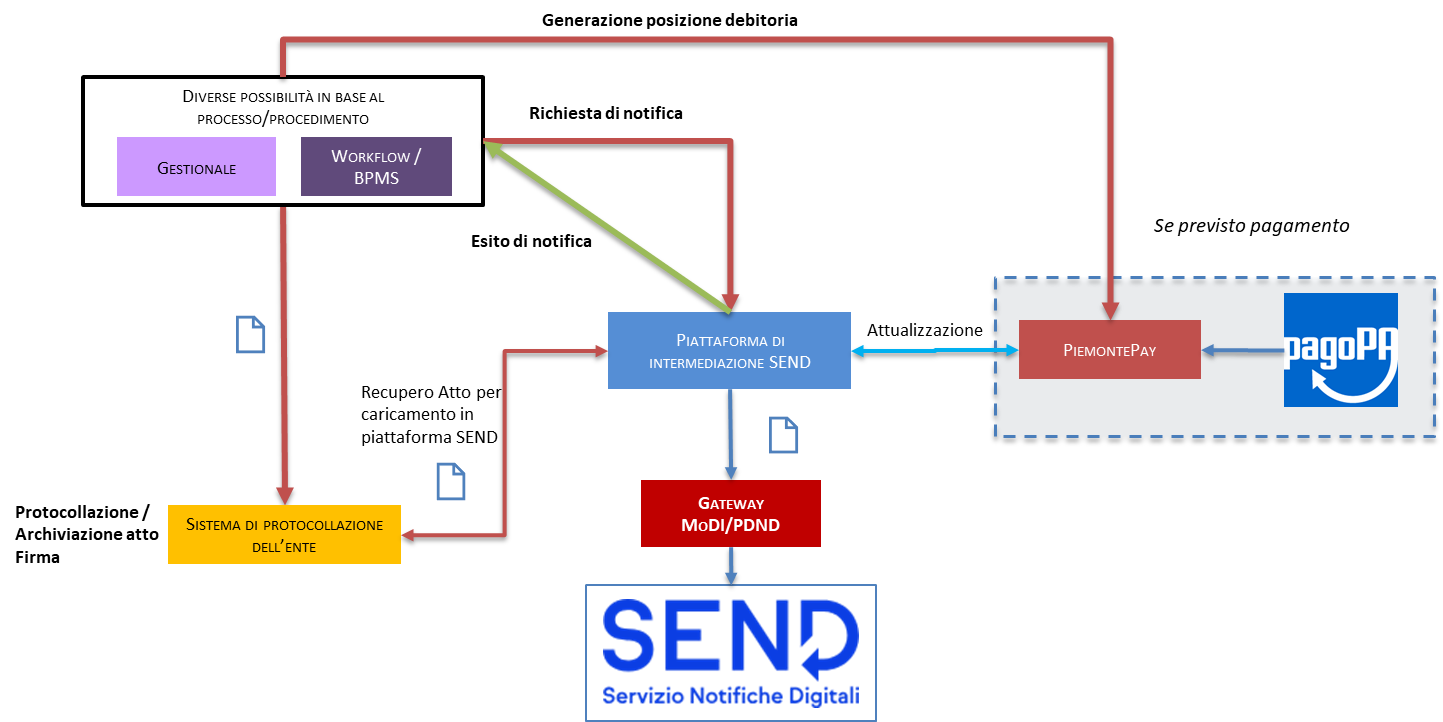 Generazione posizione debitoria
Diverse possibilità in base al
processo/procedimento
Gestionale
Workflow /
BPMS
Richiesta di notifica
Esito di notifica
Se previsto pagamento
Piattaforma di
intermediazione SEND
Attualizzazione
PiemontePay
pagoPA
Recupero Atto per
caricamento in
piattaforma SEND
Protocollazione /
Archiviazione atto
Firma
Sistema di protocollazione
dell'ente
Gateway
MoDI/PDND
SEND
Servizio Notifiche Digitali